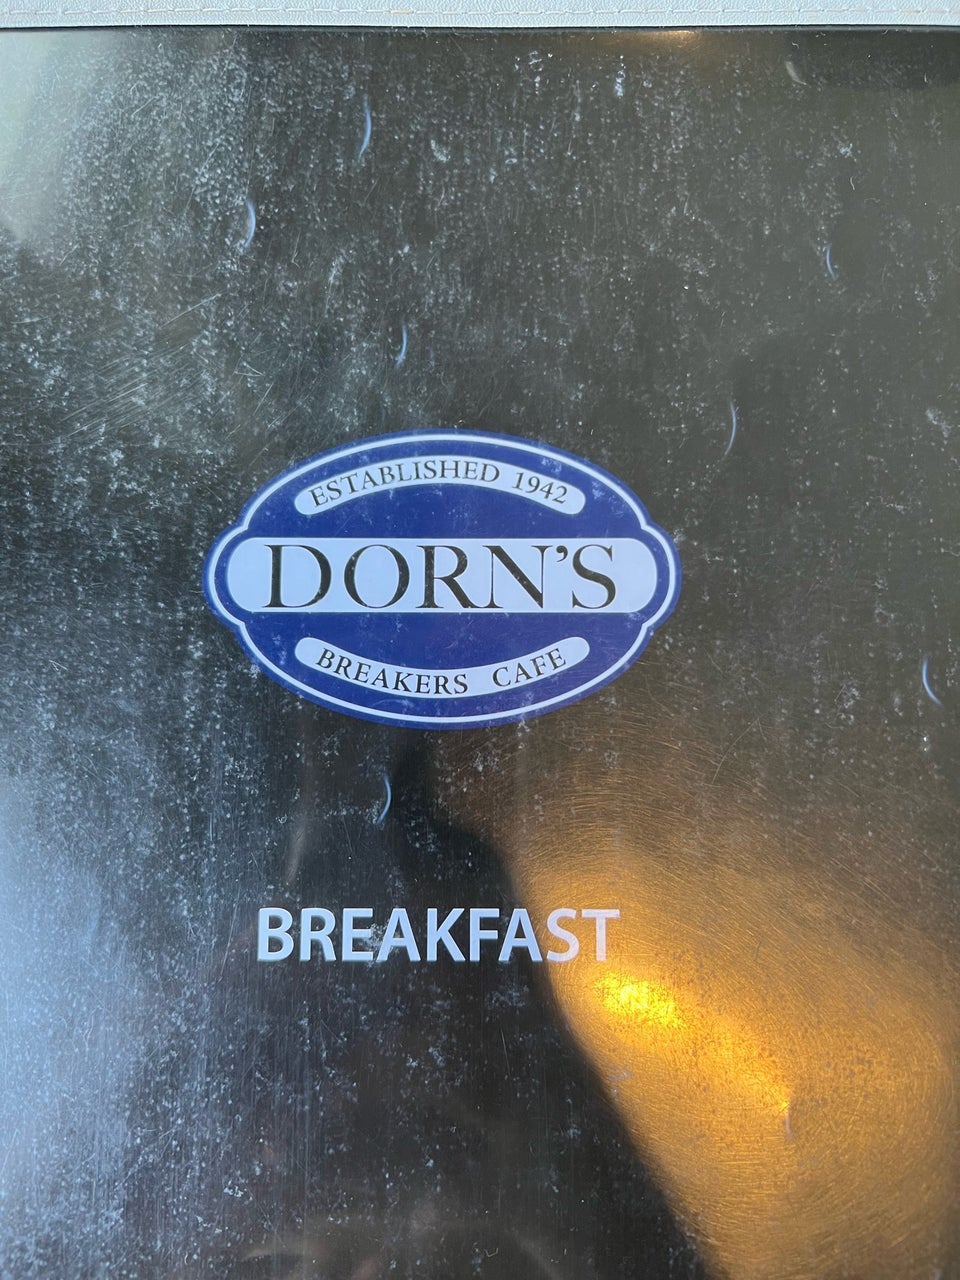 ESTABLISHED 1942
DORN'S
BREAKERS CAFE
BREAKFAST